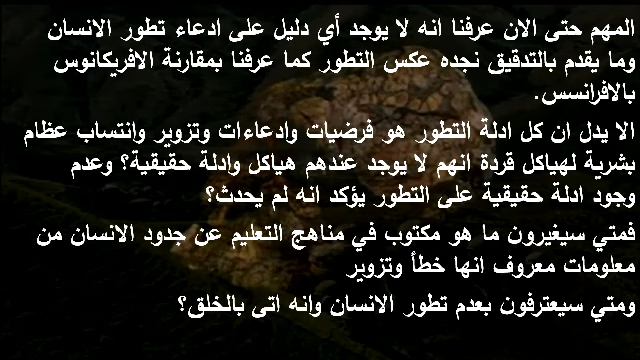 المهم حتى الان عرفنا انه لا يوجد أي دليل على ادعاء تطور الانسان
وما يقدم بالتدقيق نجده عكس التطور كما عرفنا بمقارنة الافريكانوس
بالافرانسس.
الا يدل ان كل ادلة التطور هو فرضيات وادعاءات وتزوير وانتساب عظام
بشرية لهياكل قردة انهم لا يوجد عندهم هياكل وادلة حقيقية؟ وعدم
وجود ادلة حقيقية على التطور يؤكد انه لم يحدث؟
فمتي سيغيرون ما هو مكتوب في مناهج التعليم عن جدود الانسان من
معلومات معروف انها خطأ وتزوير
ومتي سيعترفون بعدم تطور الانسان وانه اتى بالخلق؟